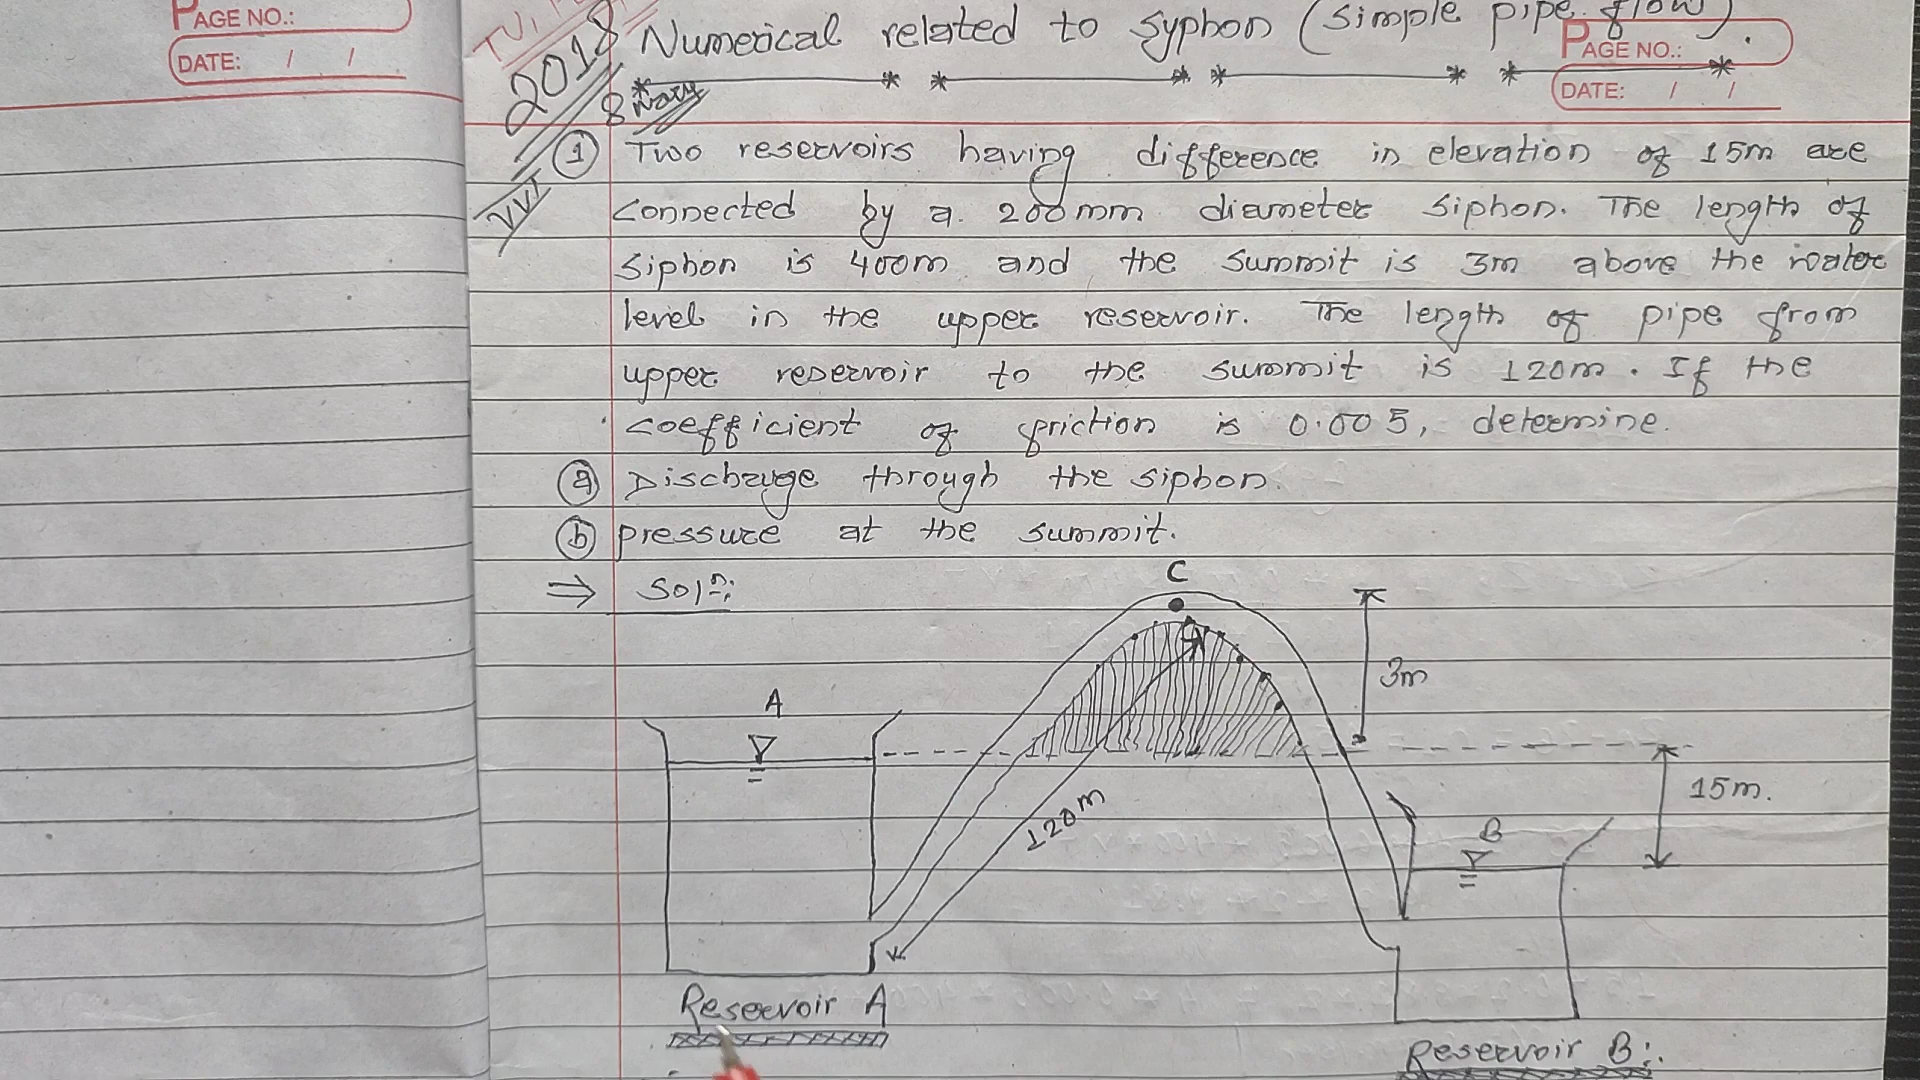 PAGE NO.:
DATE: / /
PAGE NO.:
DATE: / /
2018
Numerical related to syphon (simple pipe flow)
VVI
① Two reservoirs having difference in elevation of 15m are
connected by a 200mm diameter siphon. The length of
siphon is 400m and the summit is 3m above the water
level in the upper reservoir. The length of pipe from
upper reservoir to the summit is 120m. If the
coefficient of friction is 0.005, determine.
ⓐ Discharge through the siphon.
ⓑ pressure at the summit.
⇒ Solⁿ:
C
3m
A
15m.
120m
B
Reservoir A
Reservoir B:.